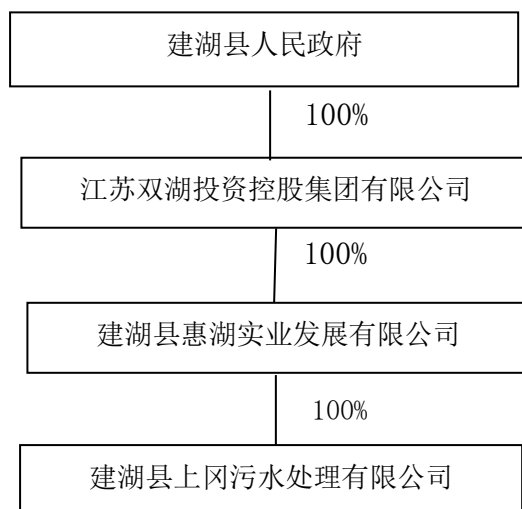 建湖县人民政府
100%
江苏双湖投资控股集团有限公司
100%
建湖县惠湖实业发展有限公司
100%
建湖县上冈污水处理有限公司